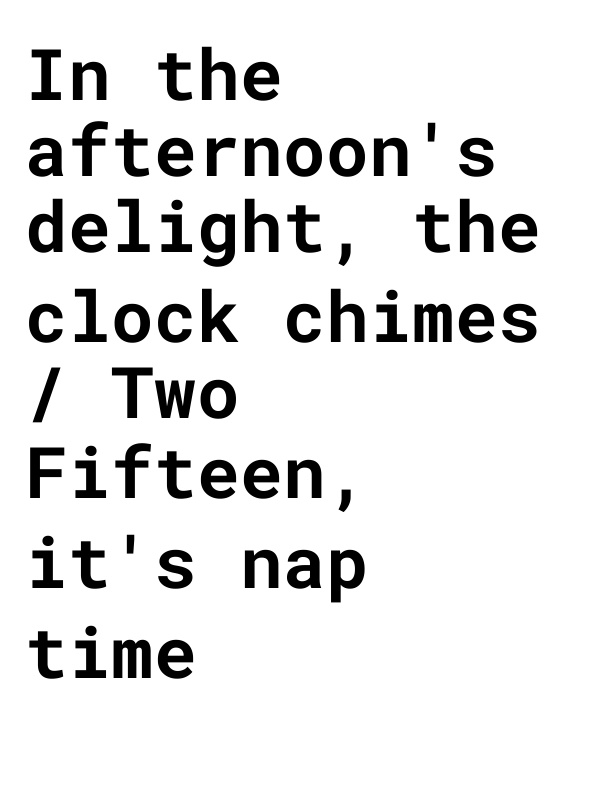 In the
afternoon's
delight, the
clock chimes
/ Two
Fifteen,
it's nap
time